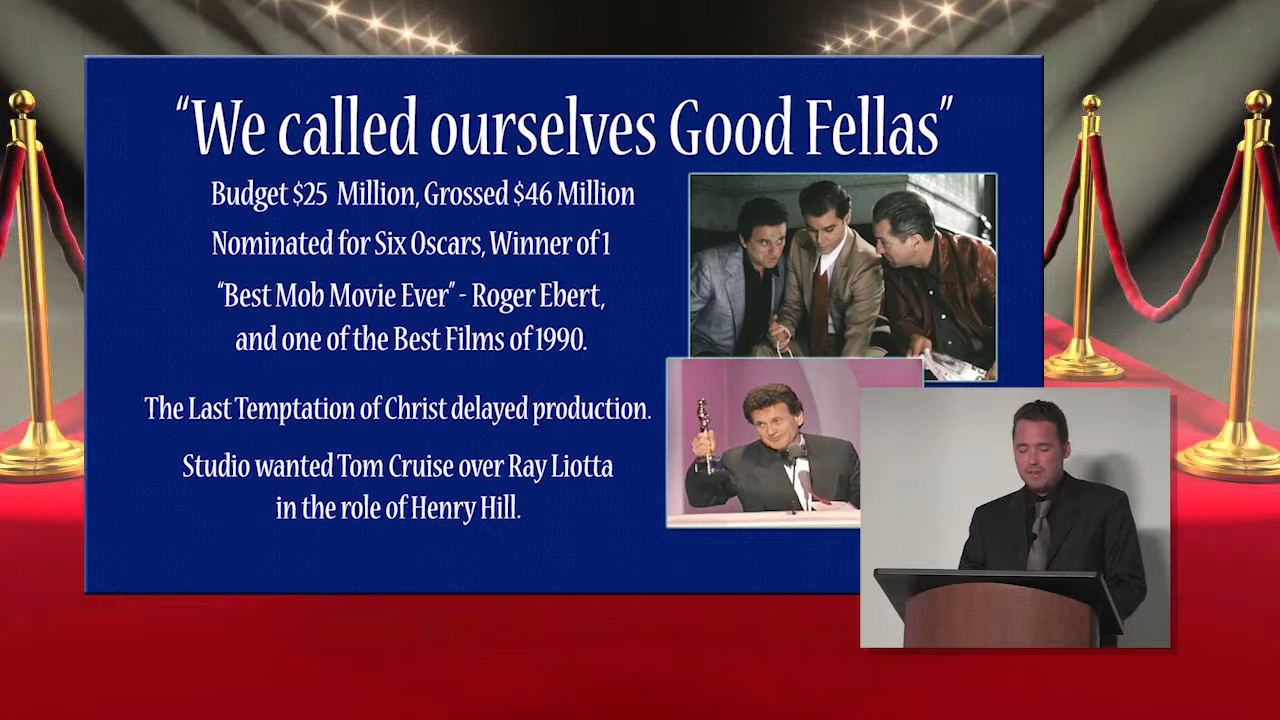 “We called ourselves Good Fellas”
Budget $25 Million, Grossed $46 Million
Nominated for Six Oscars, Winner of 1
“Best Mob Movie Ever” - Roger Ebert,
and one of the Best Films of 1990.
The Last Temptation of Christ delayed production.
Studio wanted Tom Cruise over Ray Liotta
in the role of Henry Hill.